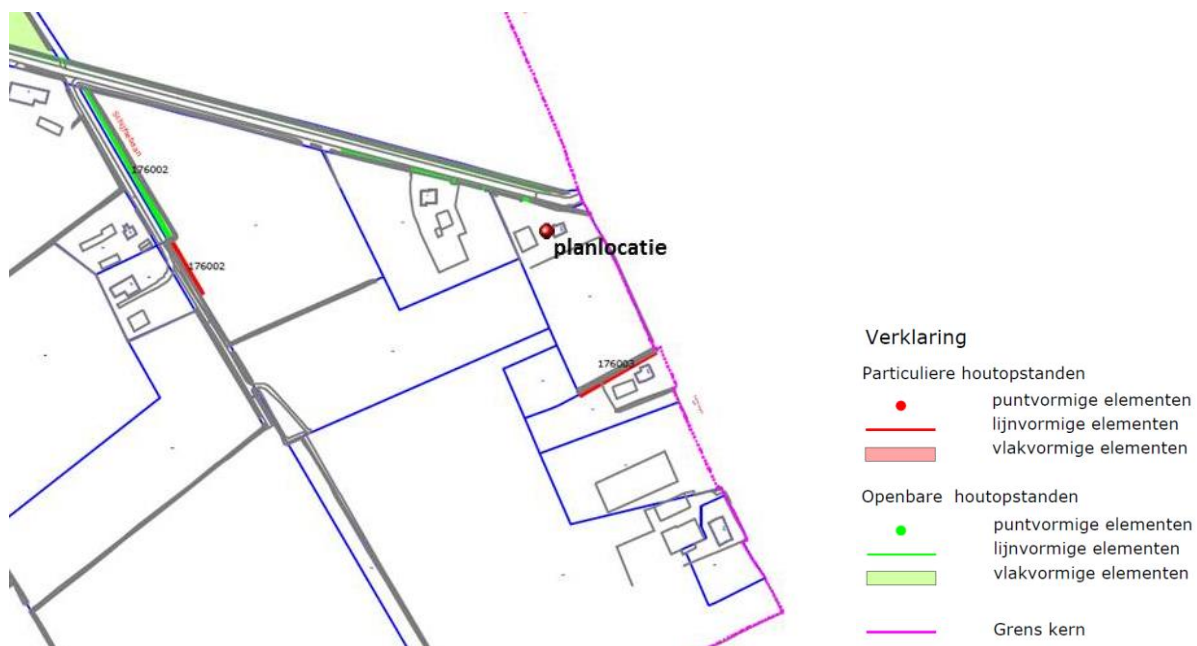 176002
176002
planlocatie
176003
Verklaring
Particuliere houtopstanden
puntvormige elementen
lijnvormige elementen
vlakvormige elementen
Openbare houtopstanden
puntvormige elementen
lijnvormige elementen
vlakvormige elementen
Grens kern